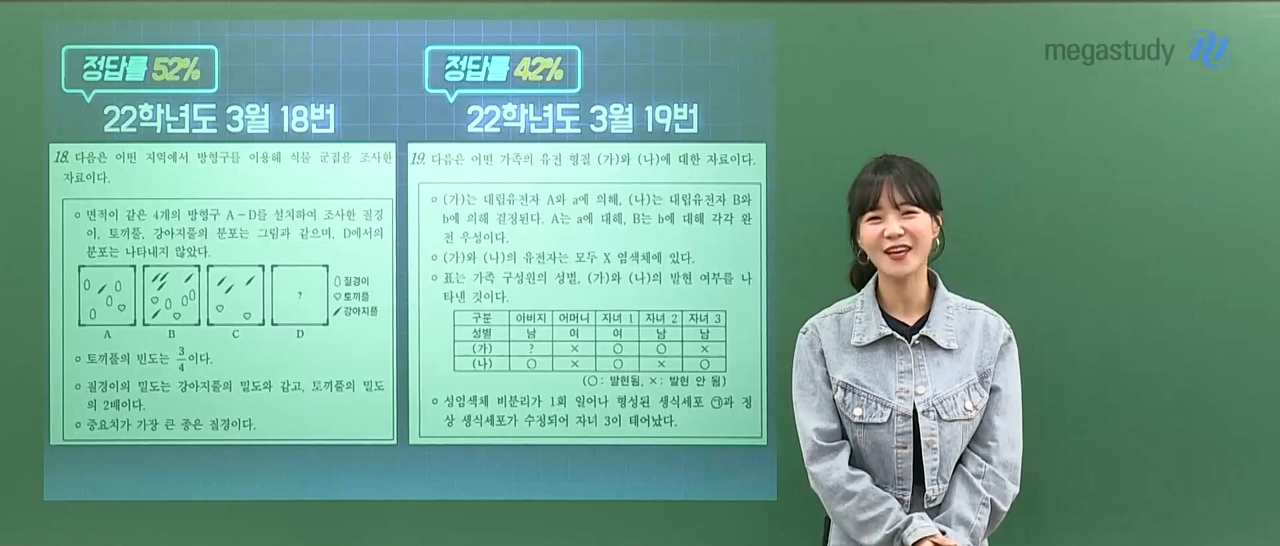 megastudy
정답률 52%
22학년도 3월 18번
18. 다음은 어떤 지역에서 방형구를 이용해 식물 군집을 조사한
자료이다.
○ 면적이 같은 4개의 방형구 A~D를 설치하여 조사한 질경
이, 토끼풀, 강아지풀의 분포는 그림과 같으며, D에서의
분포는 나타내지 않았다.
?
질경이
토끼풀
강아지풀
A B C D
○ 토끼풀의 빈도는 3/4이다.
○ 질경이의 밀도는 강아지풀의 밀도와 같고, 토끼풀의 밀도
의 2배이다.
○ 중요치가 가장 큰 종은 질경이다.
정답률 42%
22학년도 3월 19번
19. 다음은 어떤 가족의 유전 형질 (가)와 (나)에 대한 자료이다.
○ (가)는 대립유전자 A와 a에 의해, (나)는 대립유전자 B와
b에 의해 결정된다. A는 a에 대해, B는 b에 대해 각각 완
전 우성이다.
○ (가)와 (나)의 유전자는 모두 X 염색체에 있다.
○ 표는 가족 구성원의 성별, (가)와 (나)의 발현 여부를 나
타낸 것이다.
구분 아버지 어머니 자녀 1 자녀 2 자녀 3
성별 남 여 여 남 남
(가) ? × ○ ○ ×
(나) ○ × ○ × ○
(○: 발현됨, ×: 발현 안 됨)
○ 성염색체 비분리가 1회 일어나 형성된 생식세포 ㉠과 정
상 생식세포가 수정되어 자녀 3이 태어났다.